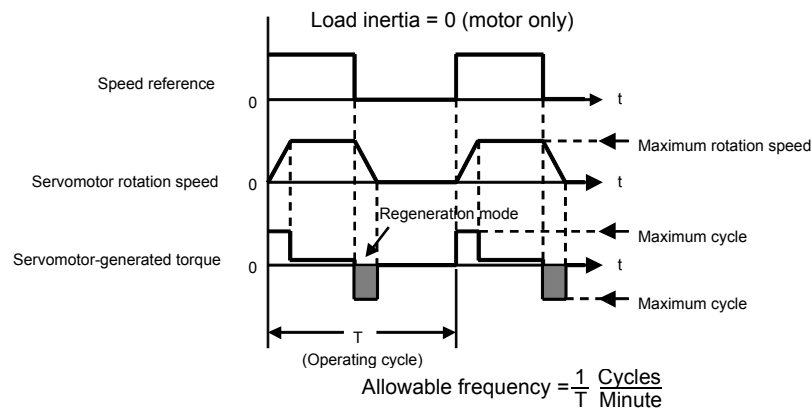 Load inertia = 0 (motor only)
Speed reference
0
t
Maximum rotation speed
Servomotor rotation speed
0
t
Regeneration mode
Maximum cycle
Servomotor-generated torque
0
t
Maximum cycle
T
(Operating cycle)
Allowable frequency = 1/T Cycles/Minute